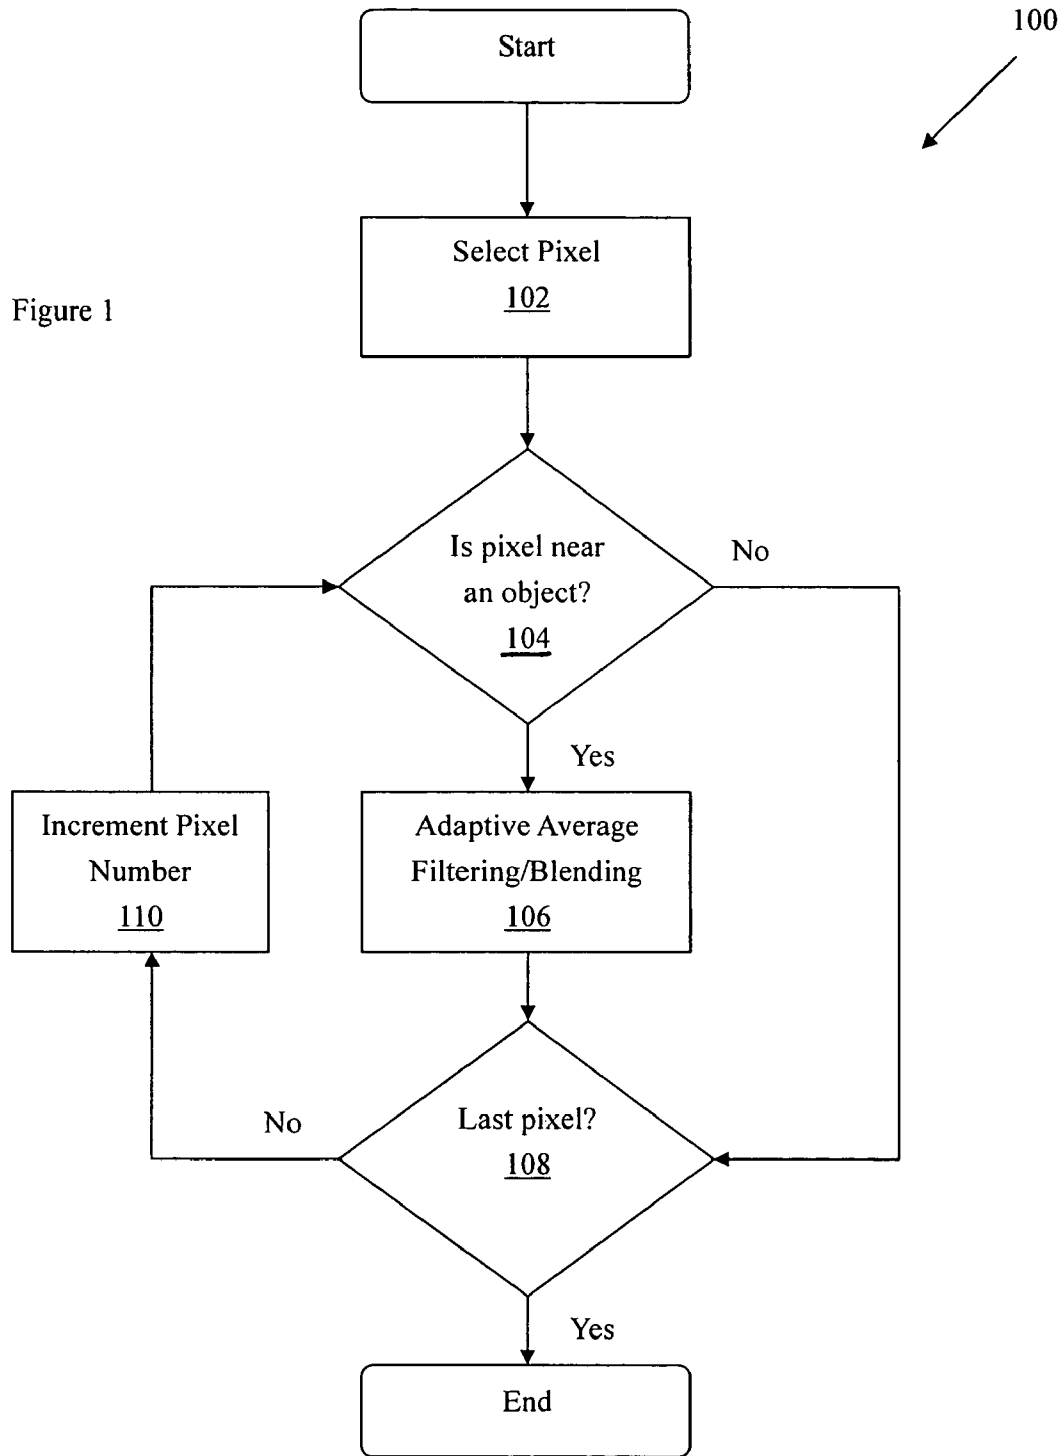 100
Start
Select Pixel
102
Figure 1
Is pixel near
an object?
104
No
Yes
Increment Pixel
Number
110
Adaptive Average
Filtering/Blending
106
No
Last pixel?
108
Yes
End